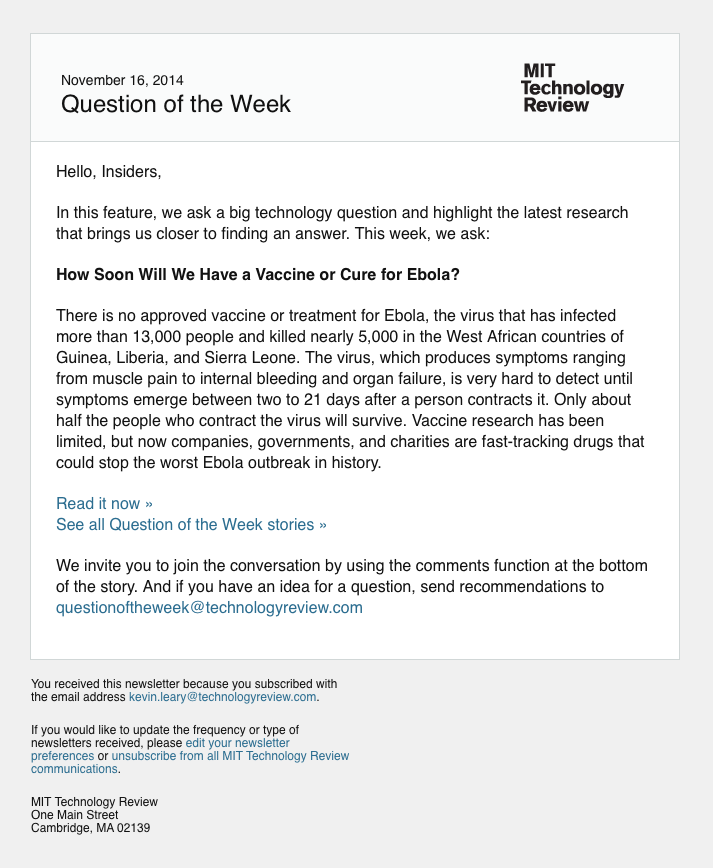 November 16, 2014
Question of the Week
MIT
Technology
Review
Hello, Insiders,
In this feature, we ask a big technology question and highlight the latest research
that brings us closer to finding an answer. This week, we ask:
How Soon Will We Have a Vaccine or Cure for Ebola?
There is no approved vaccine or treatment for Ebola, the virus that has infected
more than 13,000 people and killed nearly 5,000 in the West African countries of
Guinea, Liberia, and Sierra Leone. The virus, which produces symptoms ranging
from muscle pain to internal bleeding and organ failure, is very hard to detect until
symptoms emerge between two to 21 days after a person contracts it. Only about
half the people who contract the virus will survive. Vaccine research has been
limited, but now companies, governments, and charities are fast-tracking drugs that
could stop the worst Ebola outbreak in history.
Read it now »
See all Question of the Week stories »
We invite you to join the conversation by using the comments function at the bottom
of the story. And if you have an idea for a question, send recommendations to
questionoftheweek@technologyreview.com
You received this newsletter because you subscribed with
the email address kevin.leary@technologyreview.com.
If you would like to update the frequency or type of
newsletters received, please edit your newsletter
preferences or unsubscribe from all MIT Technology Review
communications.
MIT Technology Review
One Main Street
Cambridge, MA 02139